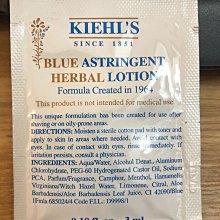 KIEHL'S
SINCE 1851
BLUE ASTRINGENT
HERBAL LOTION
Formula Created in 1964
This product is not intended for medical use
This unique formulation has been created for use after
shaving or on oily-prone areas.
DIRECTIONS: Moisten a sterile cotton pad with toner and
apply to skin in areas where needed. Avoid contact with
eyes. In case of contact with eyes, rinse immediately. If
irritation persists, consult a physician.
INGREDIENTS: Aqua/Water, Alcohol Denat., Aluminum
Chlorohydrate, PEG-60 Hydrogenated Castor Oil, Sodium
PCA, Parfum/Fragrance, Camphor, Menthol, Hamamelis
Virginiana/Witch Hazel Water, Limonene, Citral, Aloe
Barbadensis/Aloe Barbadensis Leaf Juice, CI 42090/Blue
1 Code F.I.L.: D9998/1